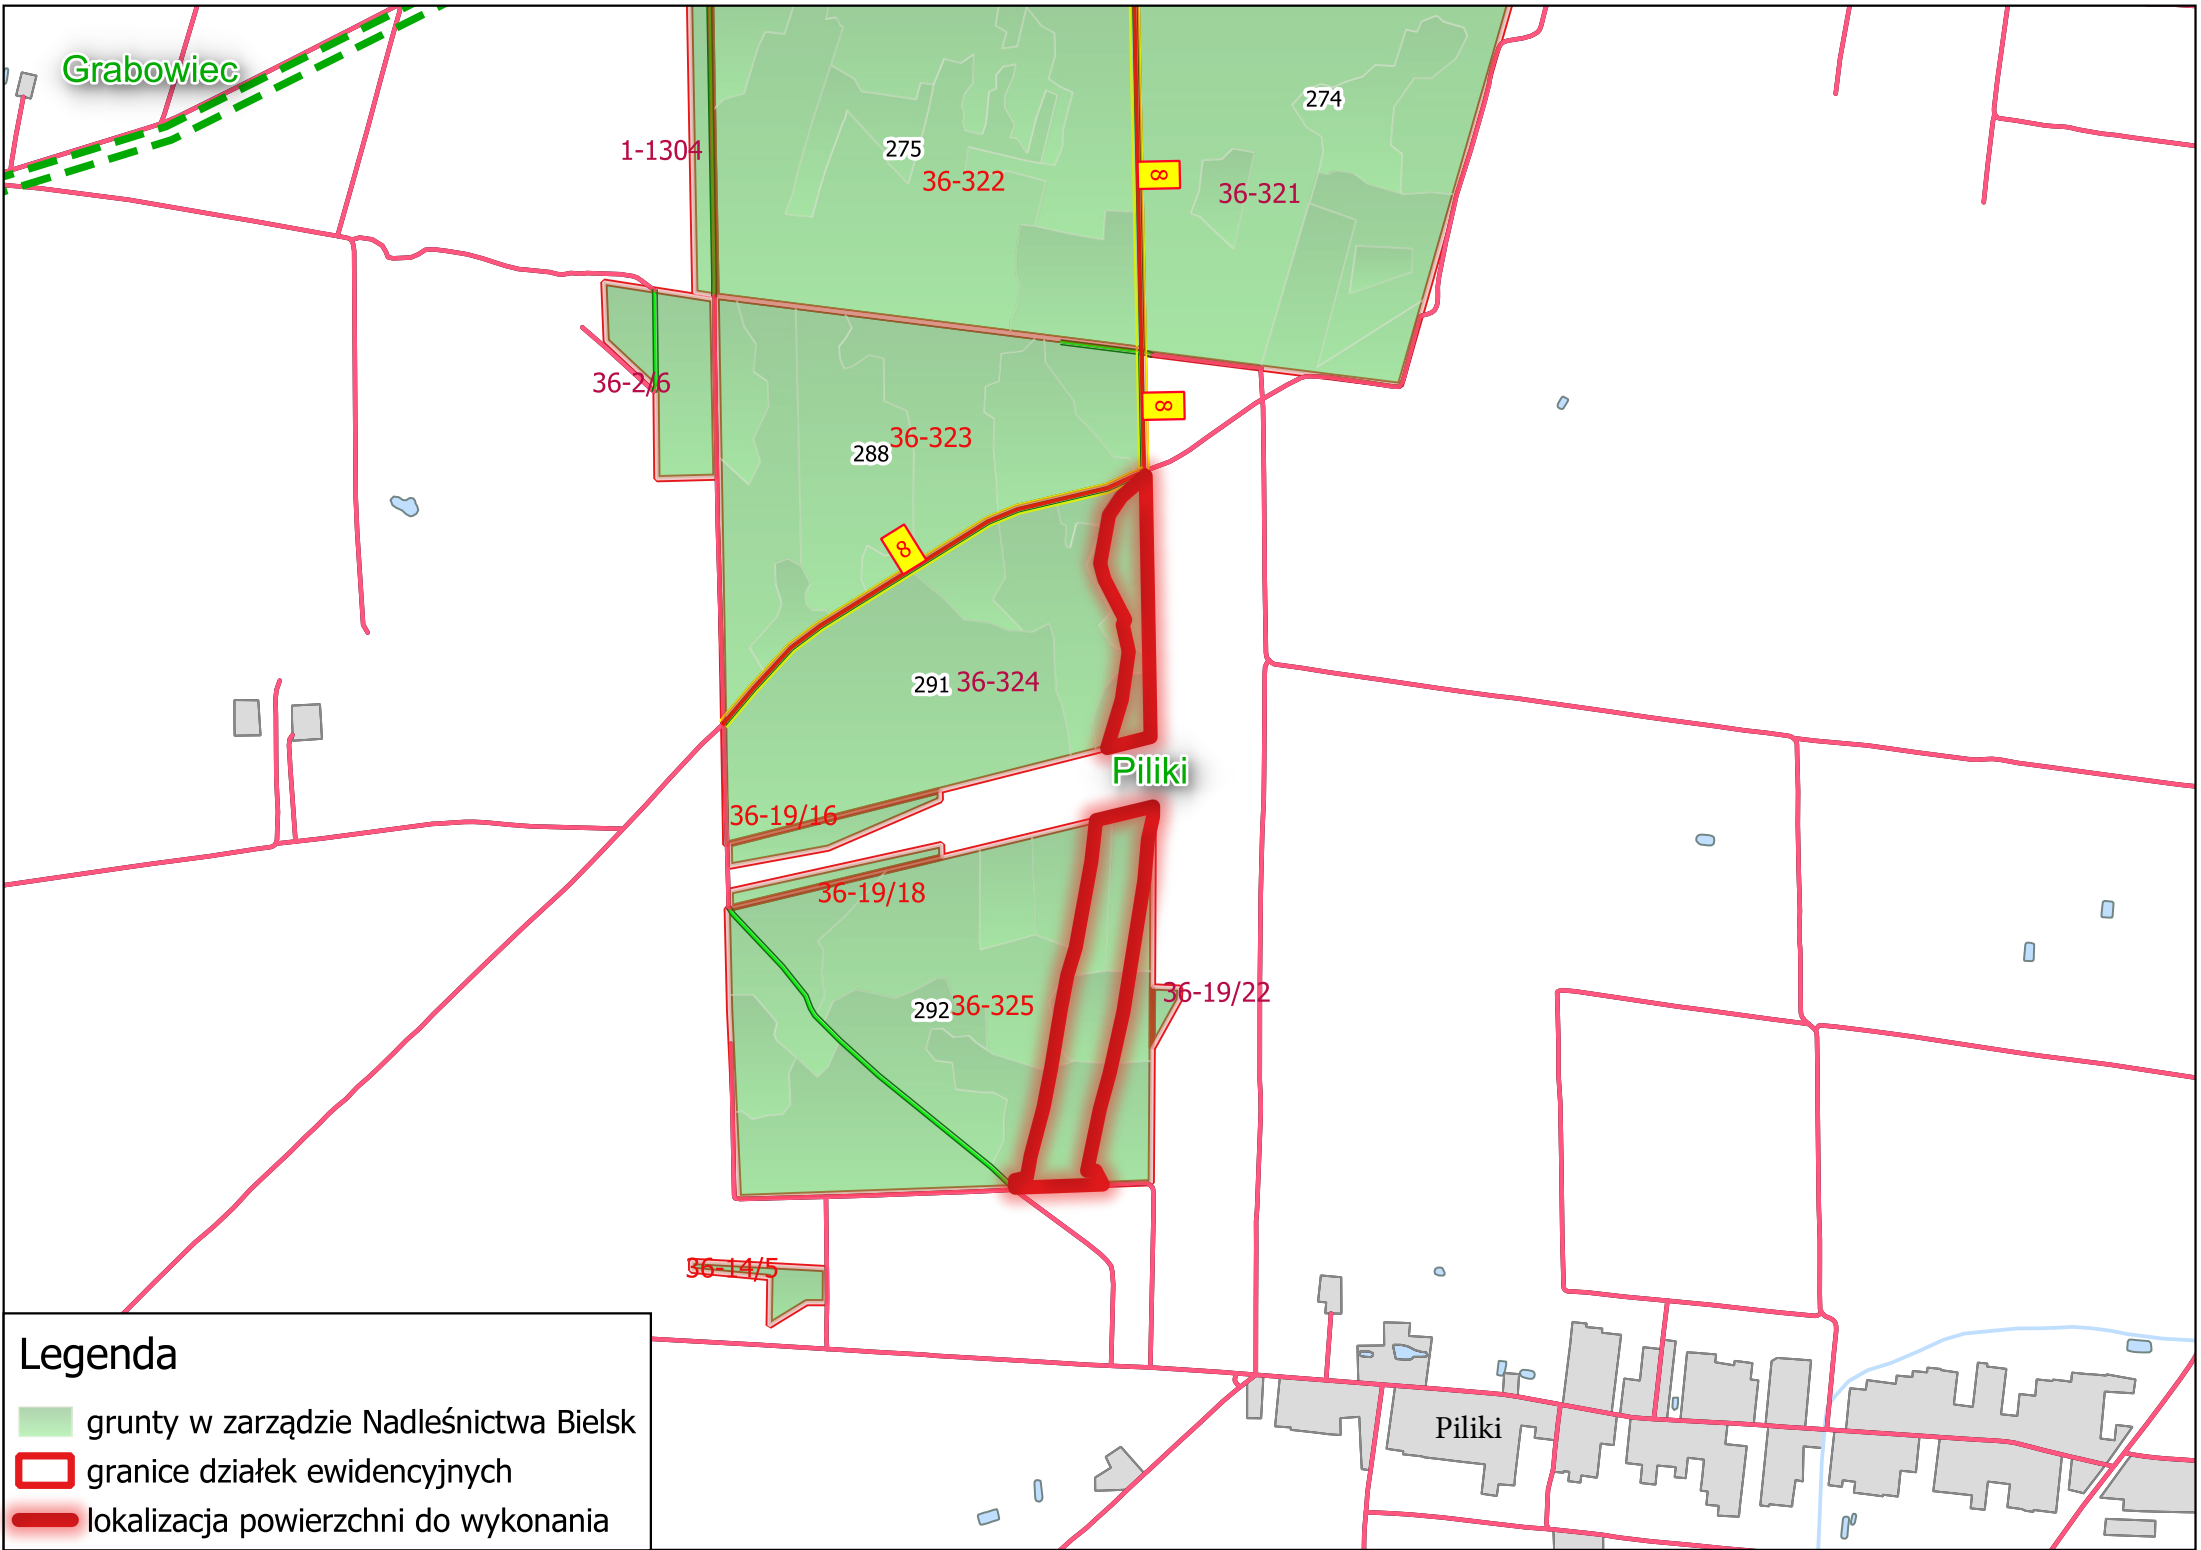 Grabowiec
274
1-1304
275
36-322
8
36-321
36-2/6
8
36-323
288
8
291 36-324
Piliki
36-19/16
36-19/18
36-19/22
292 36-325
36-14/5
Piliki
Legenda
grunty w zarządzie Nadleśnictwa Bielsk
granice działek ewidencyjnych
lokalizacja powierzchni do wykonania